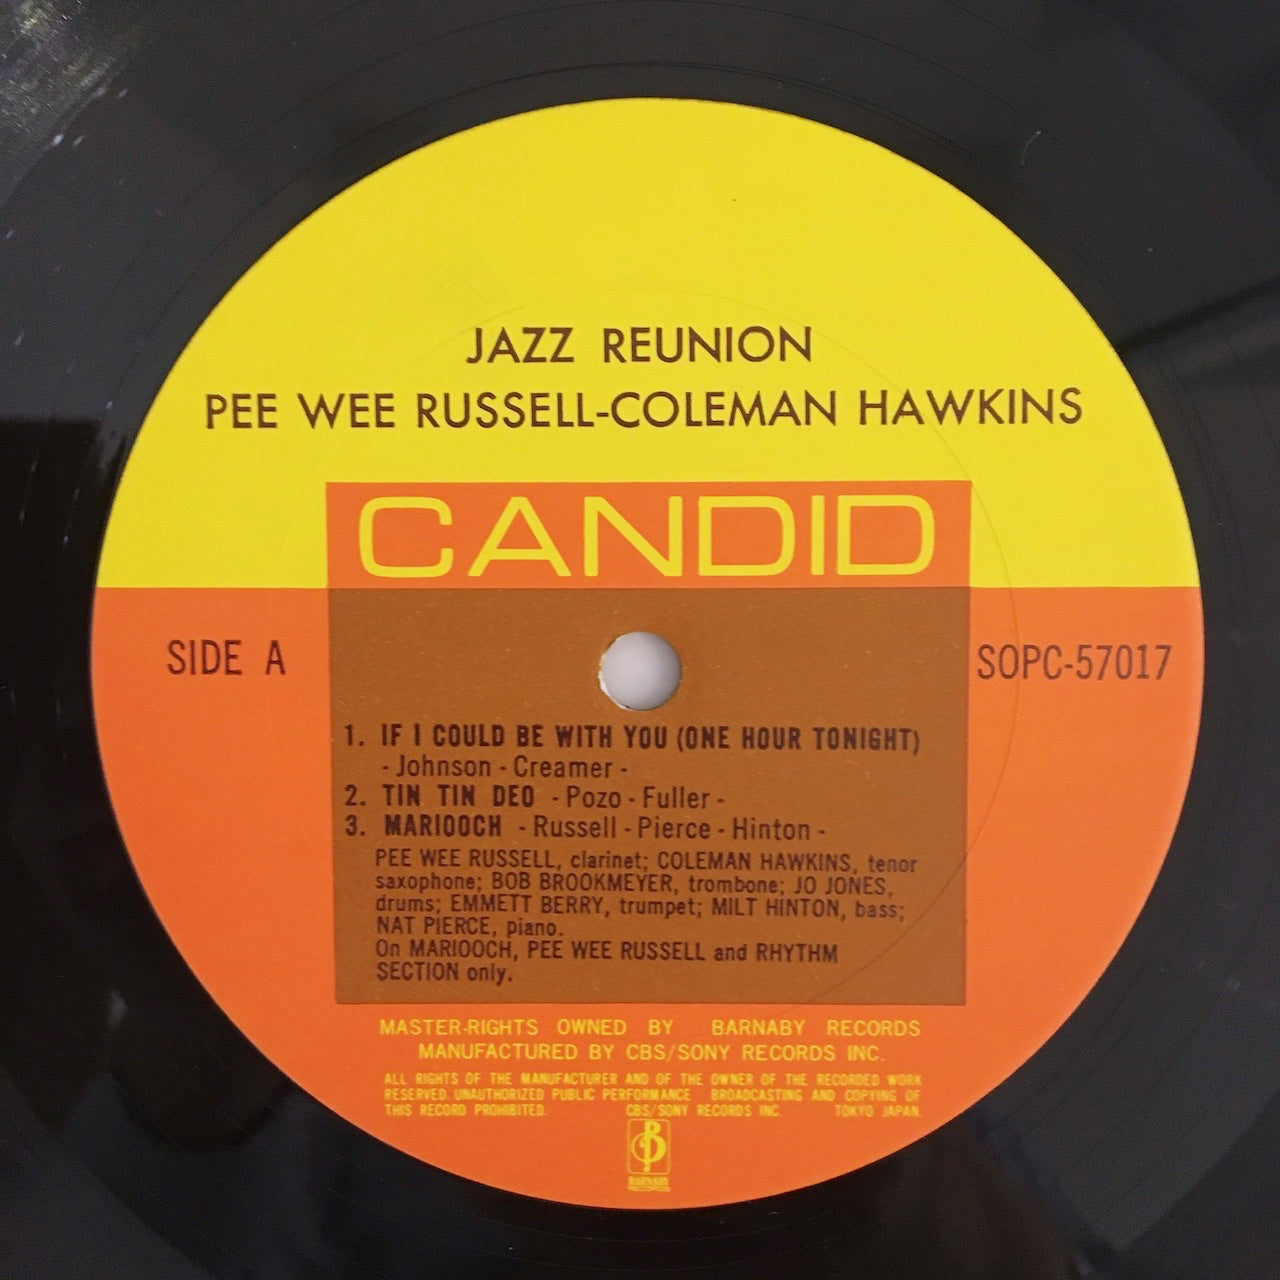 JAZZ REUNION
PEE WEE RUSSELL-COLEMAN HAWKINS
CANDID
SIDE A
SOPC-57017
1. IF I COULD BE WITH YOU (ONE HOUR TONIGHT)
- Johnson - Creamer -
2. TIN TIN DEO - Pozo - Fuller -
3. MARIOOCH - Russell - Pierce - Hinton -
PEE WEE RUSSELL, clarinet; COLEMAN HAWKINS, tenor
saxophone; BOB BROOKMEYER, trombone; JO JONES,
drums; EMMETT BERRY, trumpet; MILT HINTON, bass;
NAT PIERCE, piano.
On MARIOOCH, PEE WEE RUSSELL and RHYTHM
SECTION only.
MASTER-RIGHTS OWNED BY BARNABY RECORDS
MANUFACTURED BY CBS/SONY RECORDS INC.
ALL RIGHTS OF THE MANUFACTURER AND OF THE OWNER OF THE RECORDED WORK
RESERVED. UNAUTHORIZED PUBLIC PERFORMANCE BROADCASTING AND COPYING OF
THIS RECORD PROHIBITED. CBS/SONY RECORDS INC. TOKYO JAPAN.
B
BARNABY
RECORDS